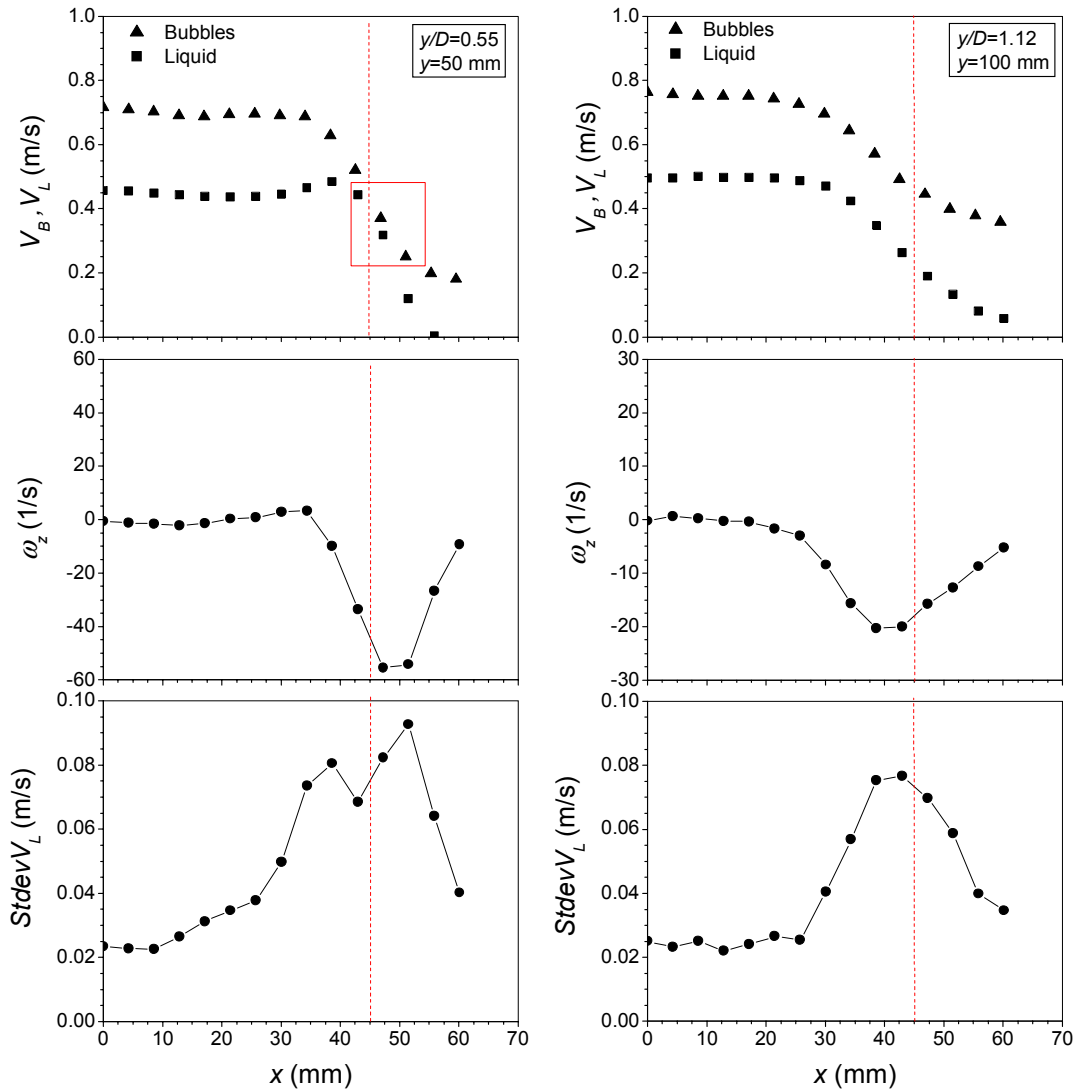 1.0
0.8
0.6
0.4
0.2
0.0
V_B, V_L (m/s)
Bubbles
Liquid
y/D=0.55
y=50 mm
1.0
0.8
0.6
0.4
0.2
0.0
V_B, V_L (m/s)
Bubbles
Liquid
y/D=1.12
y=100 mm
60
40
20
0
-20
-40
-60
ω_z (1/s)
30
20
10
0
-10
-20
-30
ω_z (1/s)
0.10
0.08
0.06
0.04
0.02
0.00
StdevV_L (m/s)
0 10 20 30 40 50 60 70
x (mm)
0.10
0.08
0.06
0.04
0.02
0.00
StdevV_L (m/s)
0 10 20 30 40 50 60 70
x (mm)